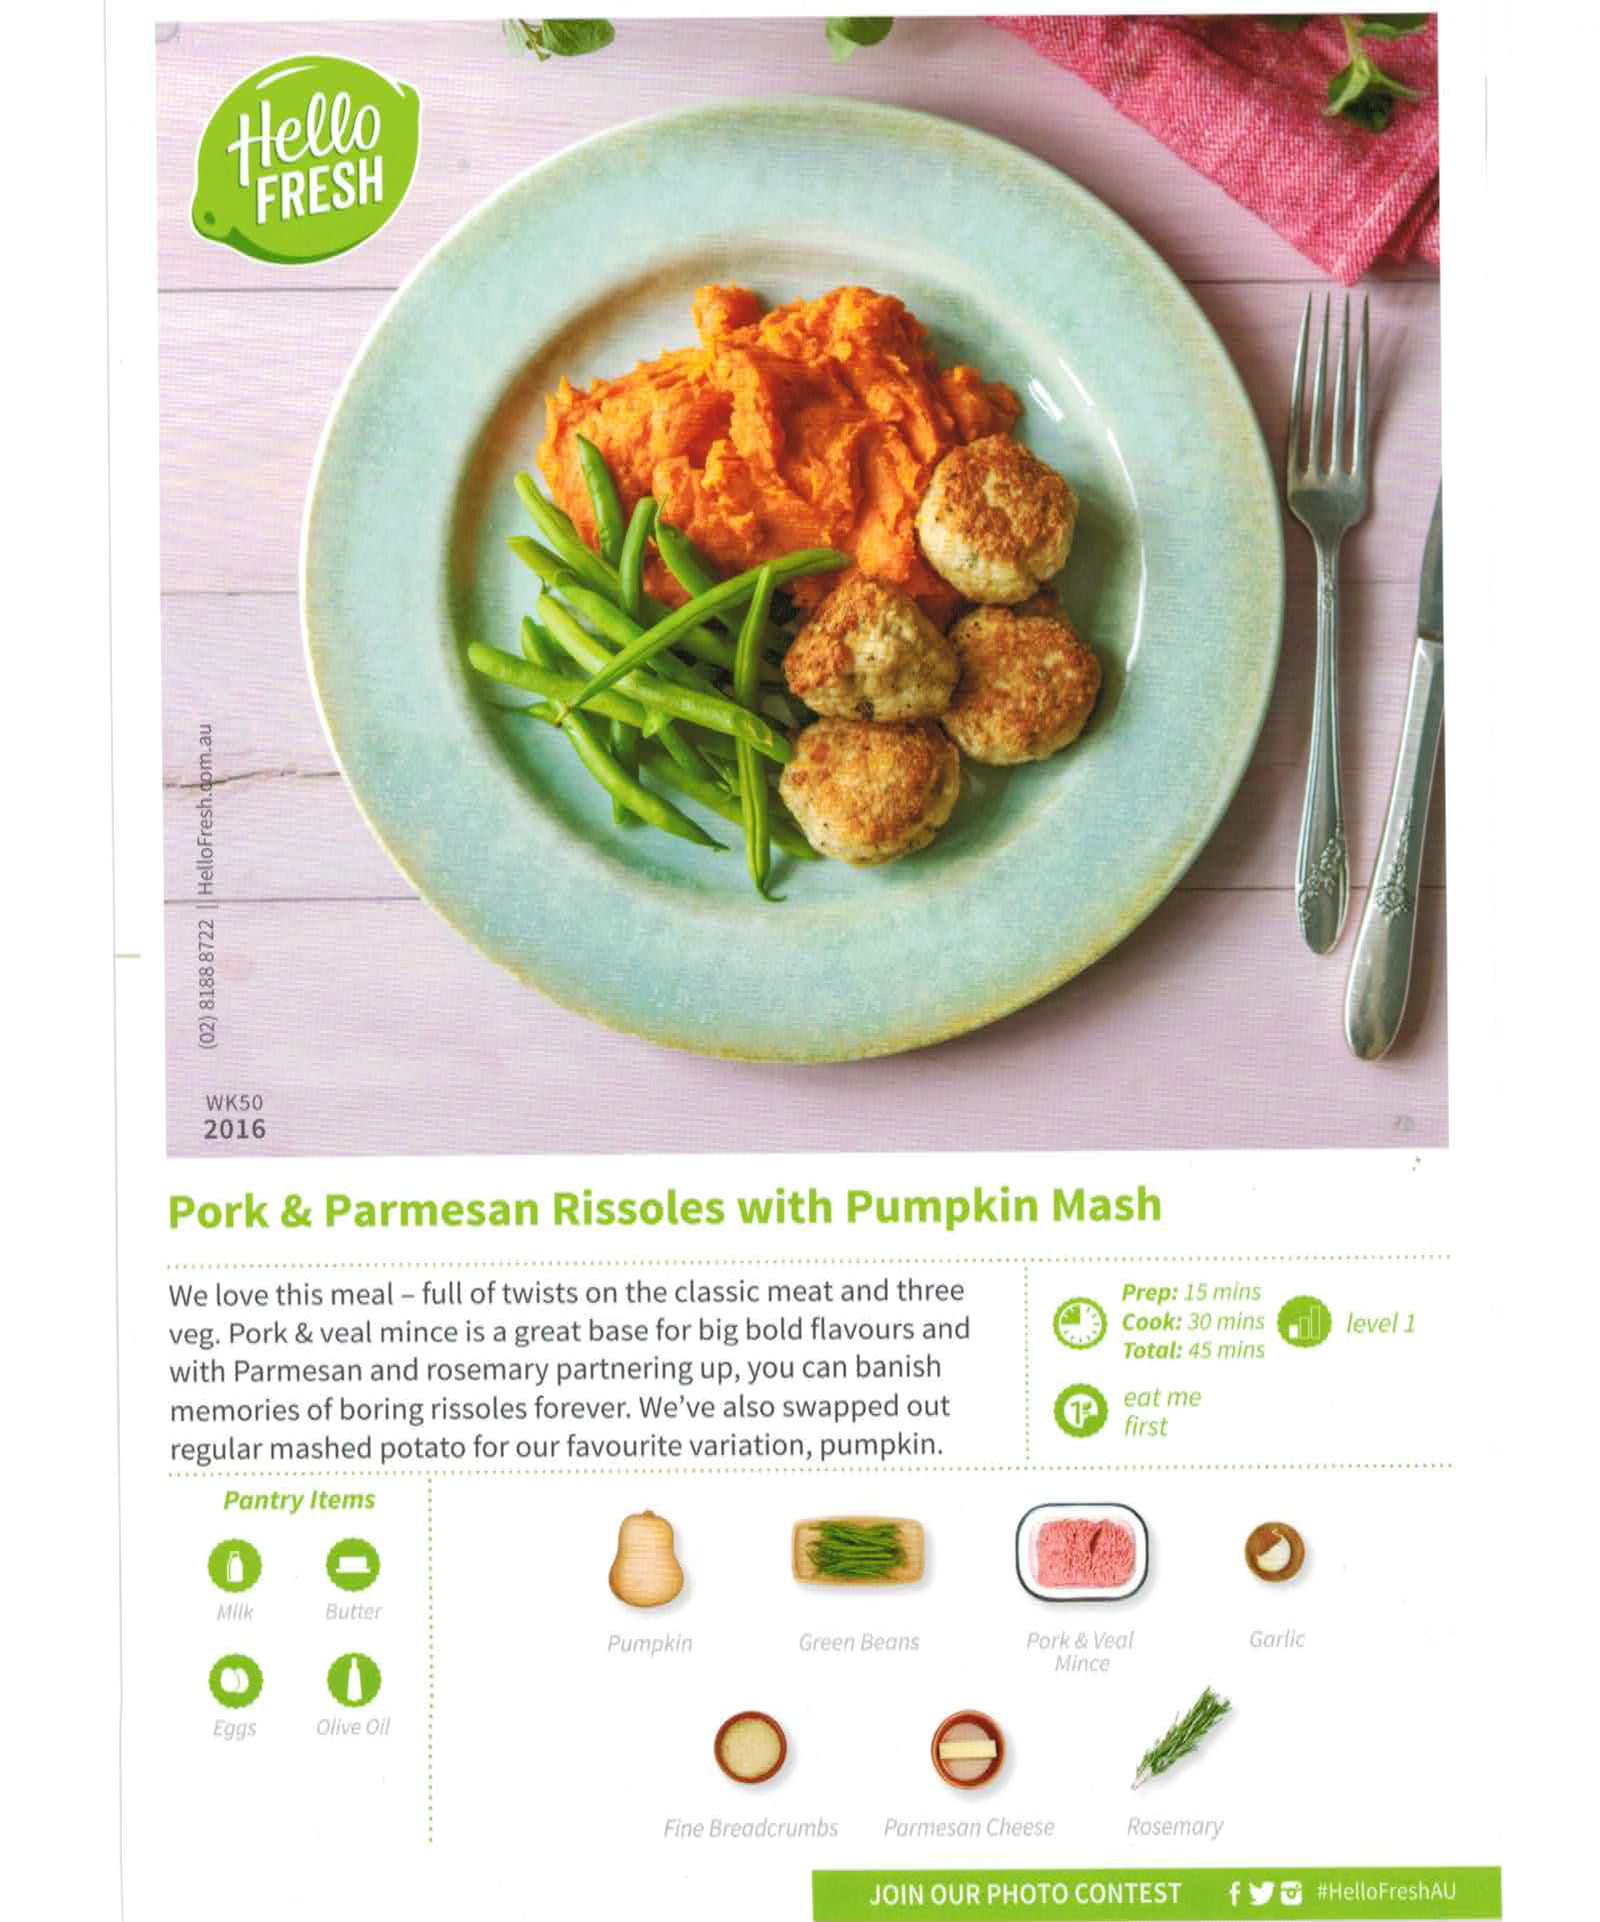 Hello
FRESH
(02) 8188 8722 | HelloFresh.com.au
WK50
2016
Pork & Parmesan Rissoles with Pumpkin Mash
We love this meal – full of twists on the classic meat and three
veg. Pork & veal mince is a great base for big bold flavours and
with Parmesan and rosemary partnering up, you can banish
memories of boring rissoles forever. We've also swapped out
regular mashed potato for our favourite variation, pumpkin.
Prep: 15 mins
Cook: 30 mins
Total: 45 mins
level 1
1st
eat me
first
Pantry Items
Milk
Butter
Eggs
Olive Oil
Pumpkin
Green Beans
Pork & Veal
Mince
Garlic
Fine Breadcrumbs
Parmesan Cheese
Rosemary
JOIN OUR PHOTO CONTEST
#HelloFreshAU